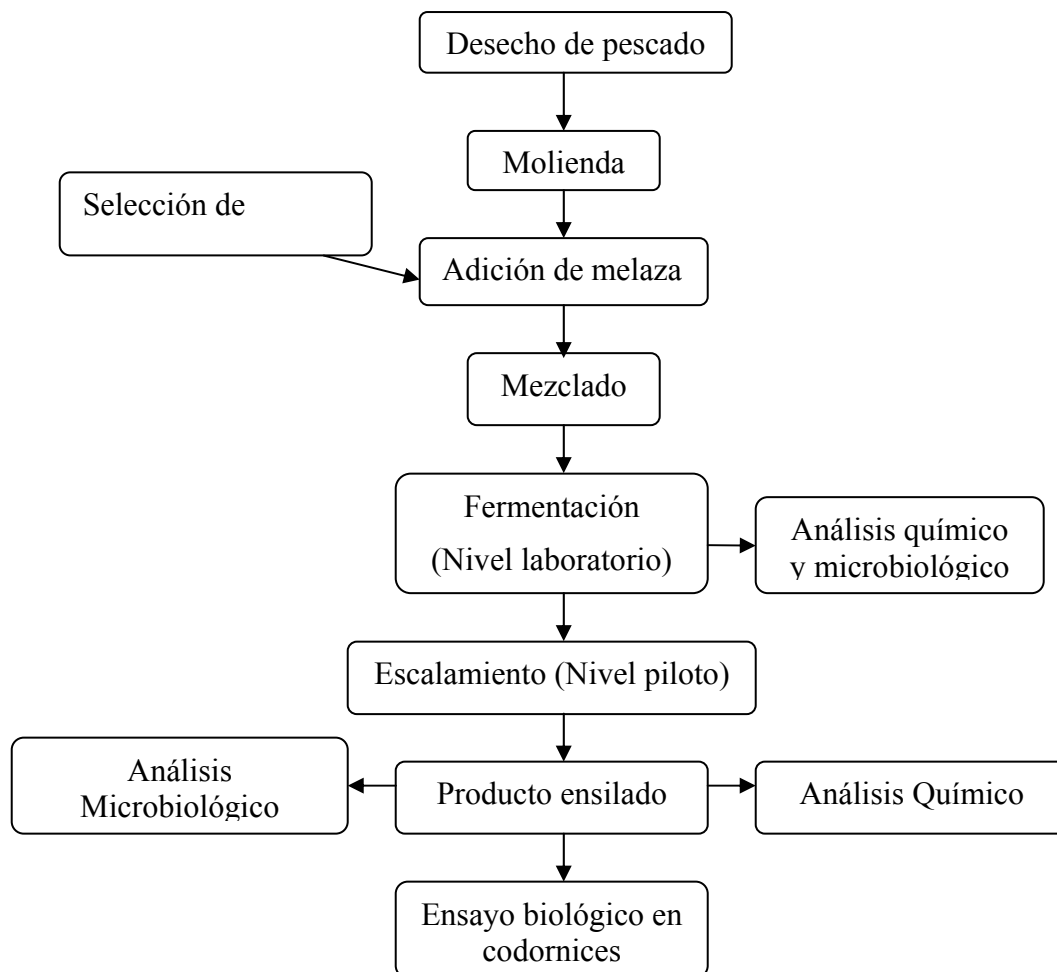 Desecho de pescado
Molienda
Selección de
Adición de melaza
Mezclado
Fermentación
(Nivel laboratorio)
Análisis químico
y microbiológico
Escalamiento (Nivel piloto)
Análisis
Microbiológico
Producto ensilado
Análisis Químico
Ensayo biológico en
codornices